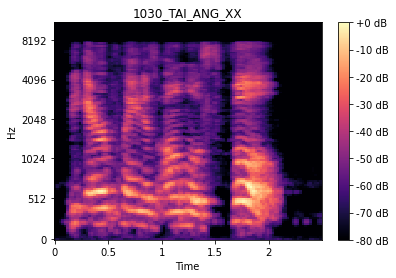 1030_TAI_ANG_XX
8192
4096
2048
1024
512
0
Hz
0
0.5
1
1.5
2
Time
+0 dB
-10 dB
-20 dB
-30 dB
-40 dB
-50 dB
-60 dB
-70 dB
-80 dB